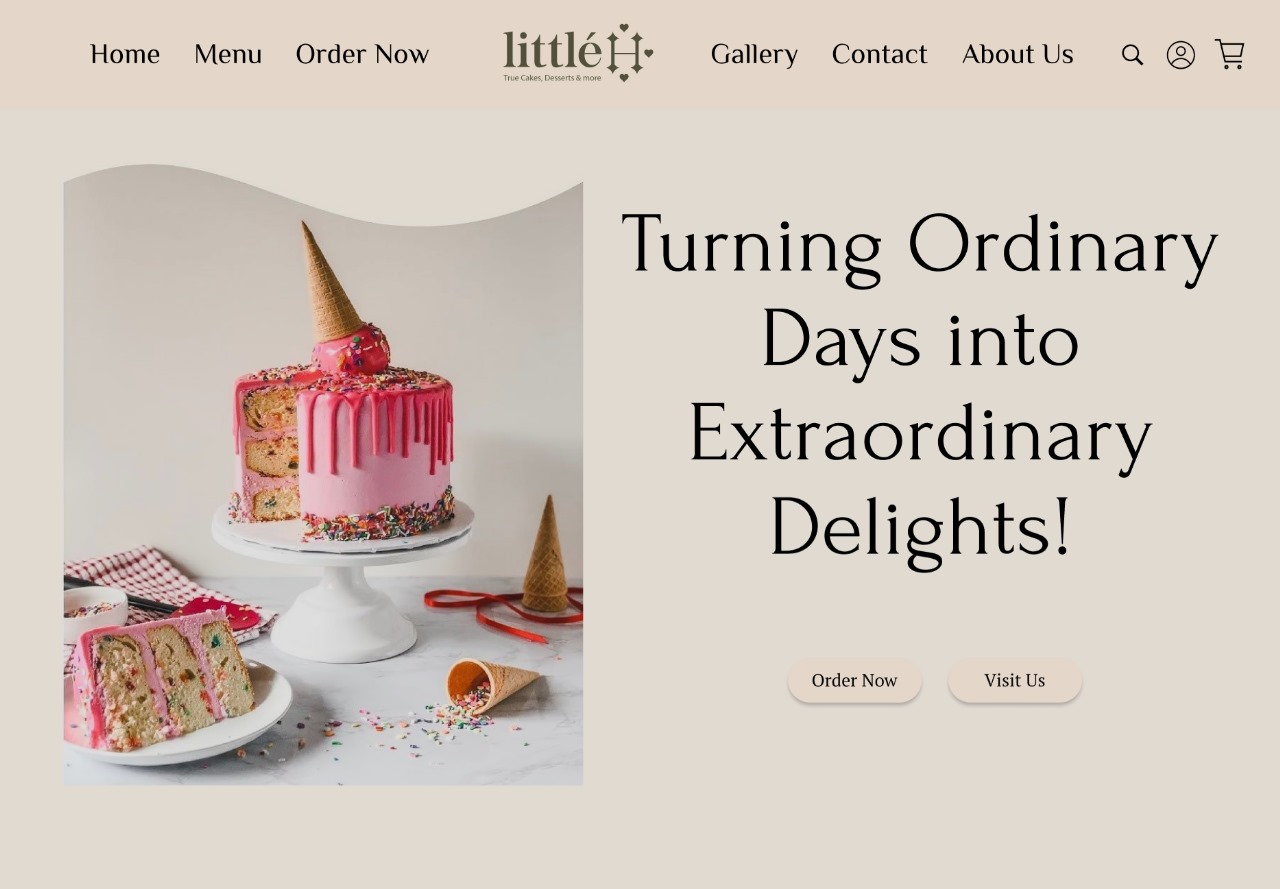 Home Menu Order Now littlé H Gallery Contact About Us
True Cakes, Desserts & more
Turning Ordinary
Days into
Extraordinary
Delights!
Order Now Visit Us